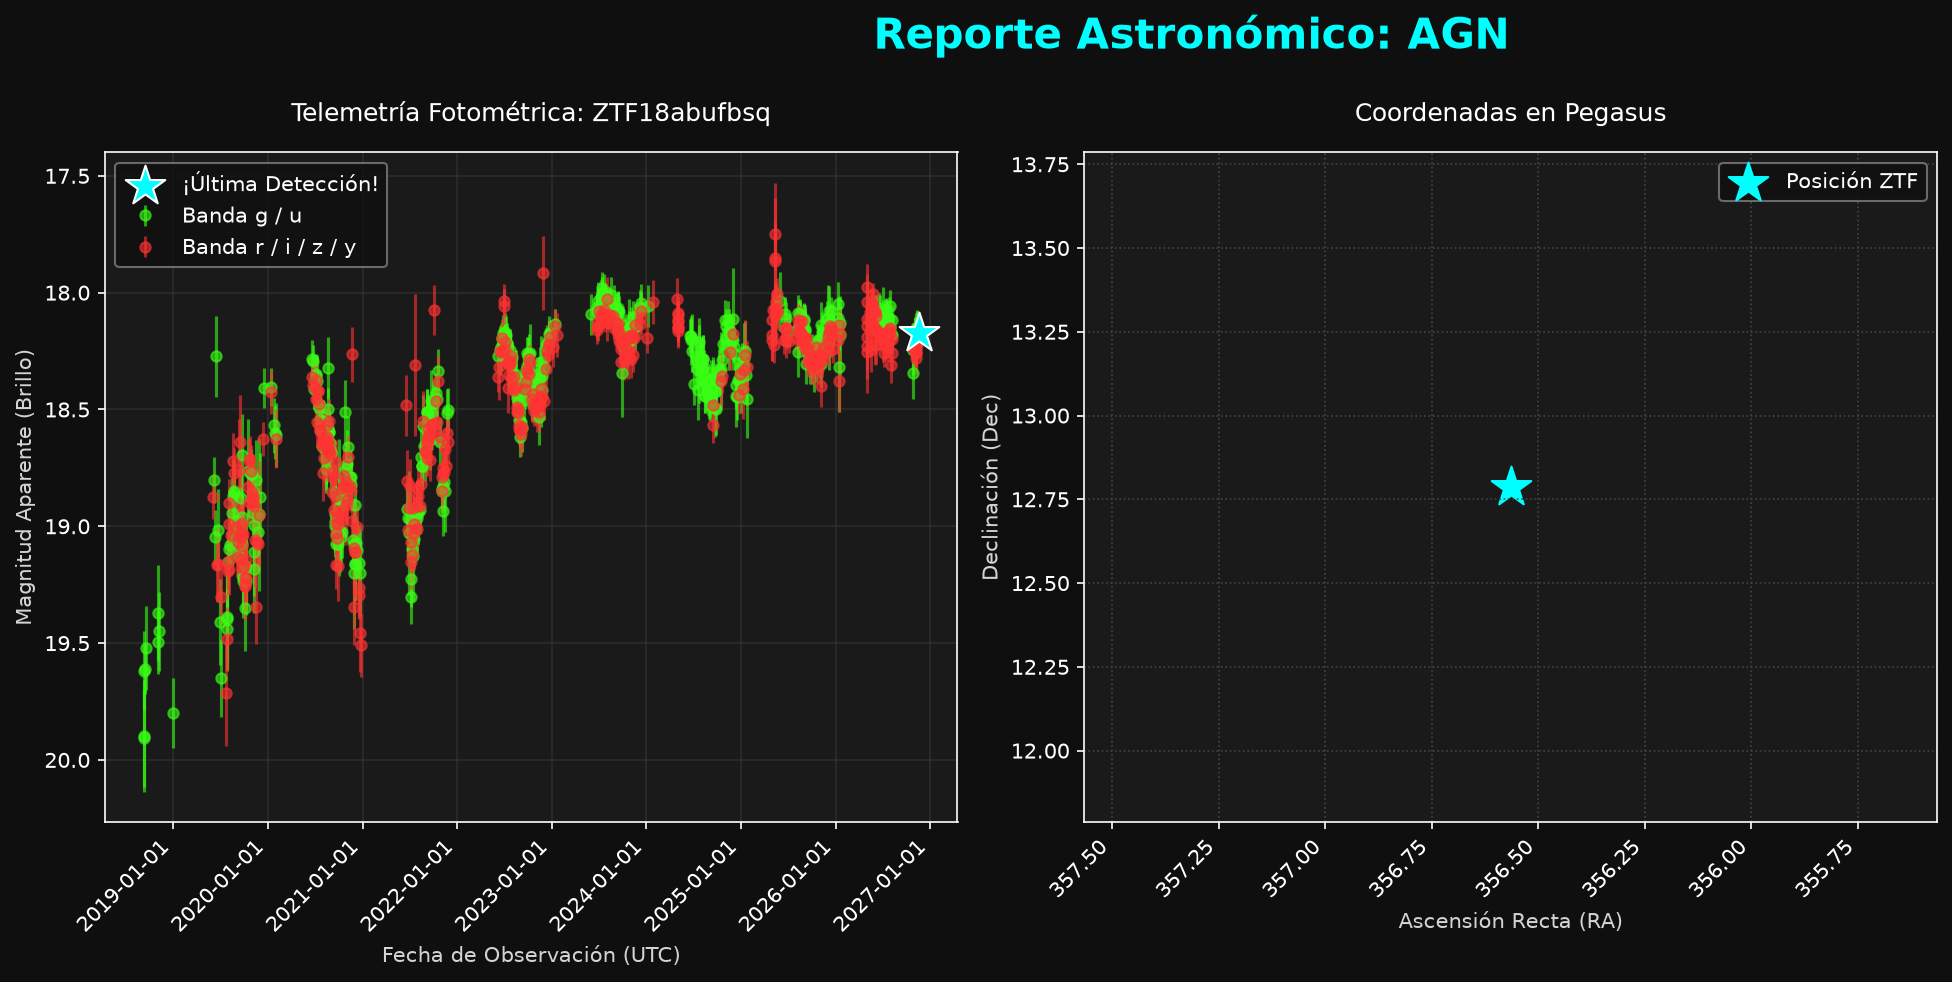 Reporte Astronómico: AGN
Telemetría Fotométrica: ZTF18abufbsq
¡Última Detección!
Banda g / u
Banda r / i / z / y
Magnitud Aparente (Brillo)
17.5
18.0
18.5
19.0
19.5
20.0
2019-01-01
2020-01-01
2021-01-01
2022-01-01
2023-01-01
2024-01-01
2025-01-01
2026-01-01
2027-01-01
Fecha de Observación (UTC)
Coordenadas en Pegasus
Posición ZTF
Declinación (Dec)
13.75
13.50
13.25
13.00
12.75
12.50
12.25
12.00
357.50
357.25
357.00
356.75
356.50
356.25
356.00
355.75
Ascensión Recta (RA)